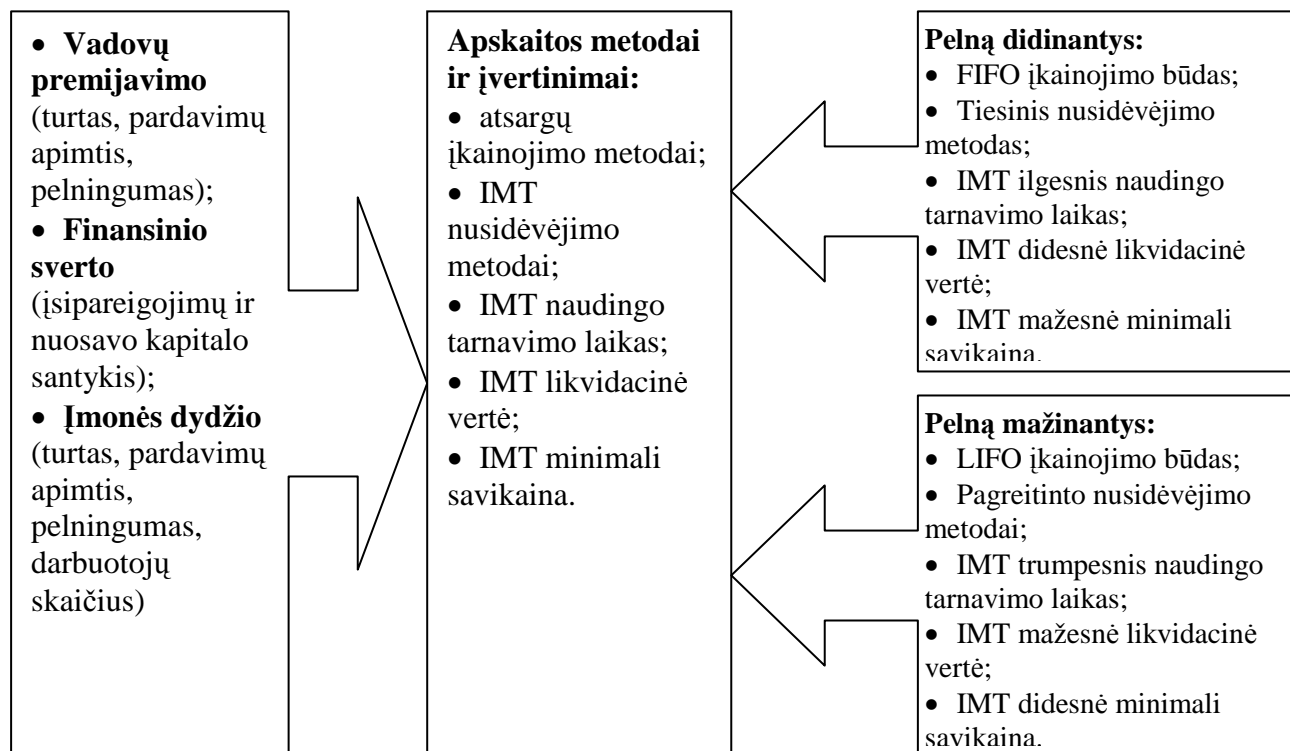 • Vadovų
premijavimo
(turtas, pardavimų
apimtis,
pelningumas);
• Finansinio
sverto
(įsipareigojimų ir
nuosavo kapitalo
santykis);
• Įmonės dydžio
(turtas, pardavimų
apimtis,
pelningumas,
darbuotojų
skaičius)
Apskaitos metodai
ir įvertinimai:
• atsargų
įkainojimo metodai;
• IMT
nusidėvėjimo
metodai;
• IMT naudingo
tarnavimo laikas;
• IMT likvidacinė
vertė;
• IMT minimali
savikaina.
Pelną didinantys:
• FIFO įkainojimo būdas;
• Tiesinis nusidėvėjimo
metodas;
• IMT ilgesnis naudingo
tarnavimo laikas;
• IMT didesnė likvidacinė
vertė;
• IMT mažesnė minimali
savikaina.
Pelną mažinantys:
• LIFO įkainojimo būdas;
• Pagreitinto nusidėvėjimo
metodai;
• IMT trumpesnis naudingo
tarnavimo laikas;
• IMT mažesnė likvidacinė
vertė;
• IMT didesnė minimali
savikaina.